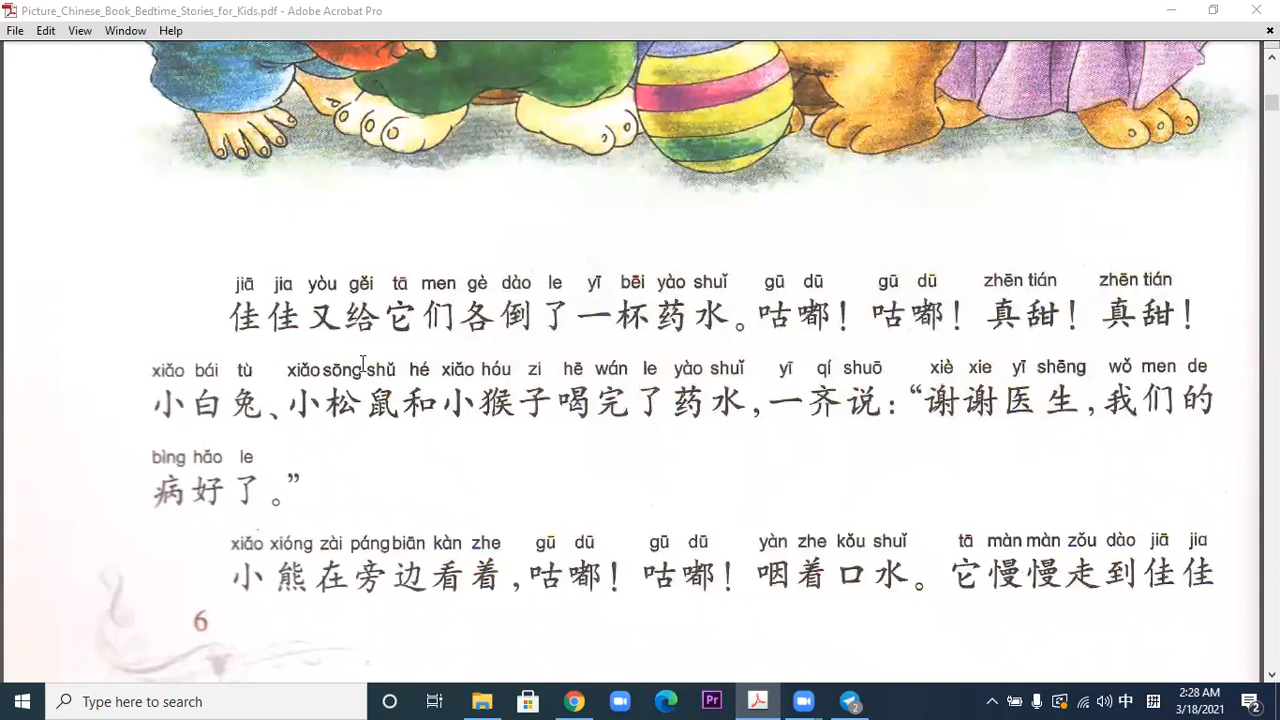 Picture_Chinese_Book_Bedtime_Stories_for_Kids.pdf - Adobe Acrobat Pro
File Edit View Window Help
jiā jia yòu gěi tā men gè dào le yī bēi yào shuǐ gū dū gū dū zhēn tián zhēn tián
佳佳又给它们各倒了一杯药水。咕嘟！咕嘟！真甜！真甜！
xiǎo bái tù xiǎo sōng shǔ hé xiǎo hóu zi hē wán le yào shuǐ yī qí shuō xiè xie yī shēng wǒ men de
小白兔、小松鼠和小猴子喝完了药水，一齐说：“谢谢医生，我们的
bìng hǎo le
病好了。”
xiǎo xióng zài páng biān kàn zhe gū dū gū dū yàn zhe kǒu shuǐ tā màn màn zǒu dào jiā jia
小熊在旁边看着，咕嘟！咕嘟！咽着口水。它慢慢走到佳佳
6
Type here to search
Pr
2
中
拼
2:28 AM
3/18/2021
2